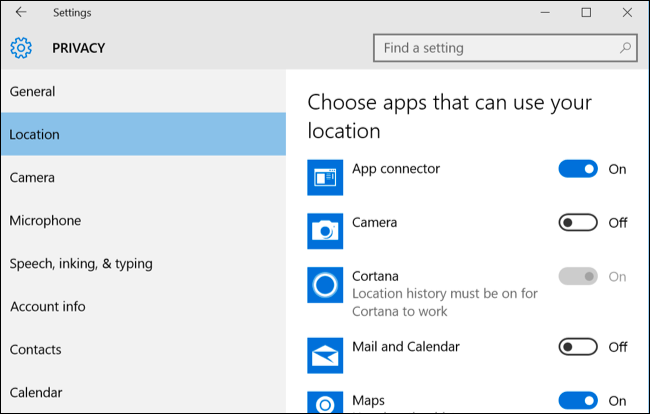 Settings
PRIVACY
Find a setting
General
Location
Camera
Microphone
Speech, inking, & typing
Account info
Contacts
Calendar
Choose apps that can use your
location
App connector On
Camera Off
Cortana On
Location history must be on for
Cortana to work
Mail and Calendar Off
Maps On